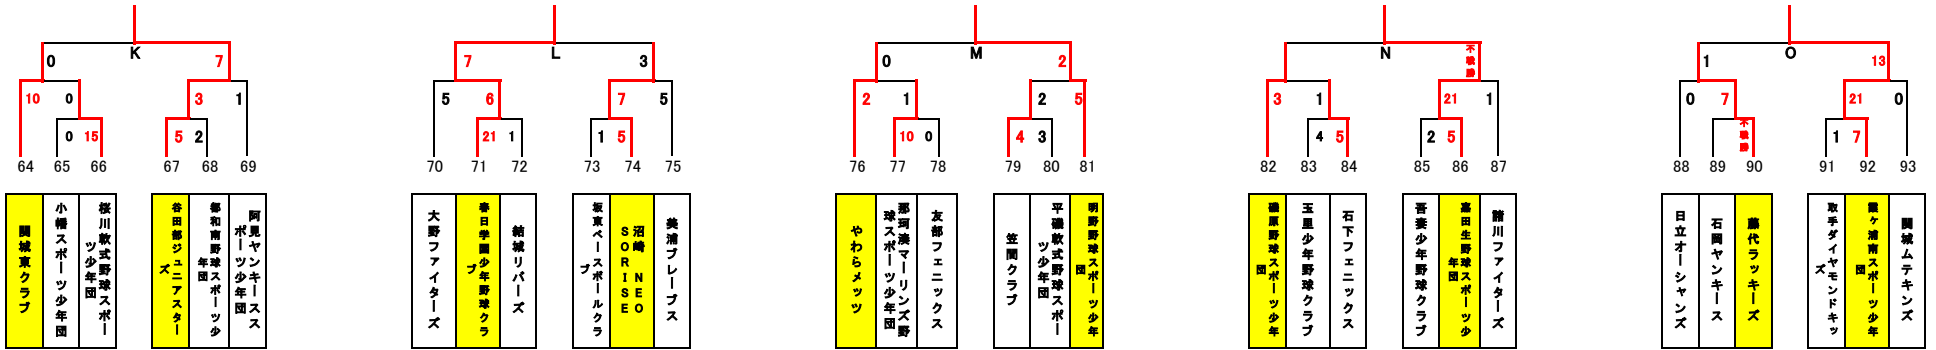 K
0 7
10 0 3 1
0 15 5 2
64 65 66 67 68 69
関城東クラブ
小幡スポーツ少年団
桜川軟式野球スポーツ少年団
谷田部ジュニアスターズ
都和南野球スポーツ少年団
阿見ヤンキーススポーツ少年団
L
7 3
5 6 7 5
21 1 1 5
70 71 72 73 74 75
大野ファイターズ
春日学園少年野球クラブ
結城リバーズ
坂東ベースボールクラブ
沼崎 NEO SORISE
美浦ブレーブス
M
0 2
2 1 2 5
10 0 4 3
76 77 78 79 80 81
やわらメッツ
那珂湊マーリンズ野球スポーツ少年団
友部フェニックス
笠間クラブ
平磯軟式野球スポーツ少年団
明野野球スポーツ少年団
N
不戦勝
3 1 21 1
4 5 2 5
82 83 84 85 86 87
磯原野球スポーツ少年団
玉里少年野球クラブ
石下フェニックス
吾妻少年野球クラブ
嘉田生野球スポーツ少年団
諸川ファイターズ
O
1 13
0 7 21 0
不戦勝 1 7
88 89 90 91 92 93
日立オーシャンズ
石岡ヤンキース
藤代ラッキーズ
取手ダイヤモンドキッズ
霞ヶ浦南スポーツ少年団
関城ムテキンズ